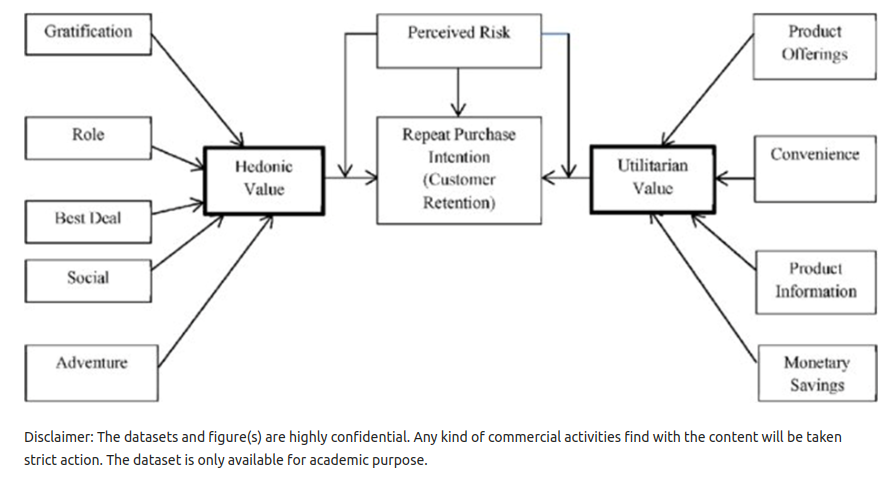 Gratification
Role
Best Deal
Social
Adventure
Hedonic
Value
Perceived Risk
Repeat Purchase
Intention
(Customer
Retention)
Utilitarian
Value
Product
Offerings
Convenience
Product
Information
Monetary
Savings
Disclaimer: The datasets and figure(s) are highly confidential. Any kind of commercial activities find with the content will be taken
strict action. The dataset is only available for academic purpose.